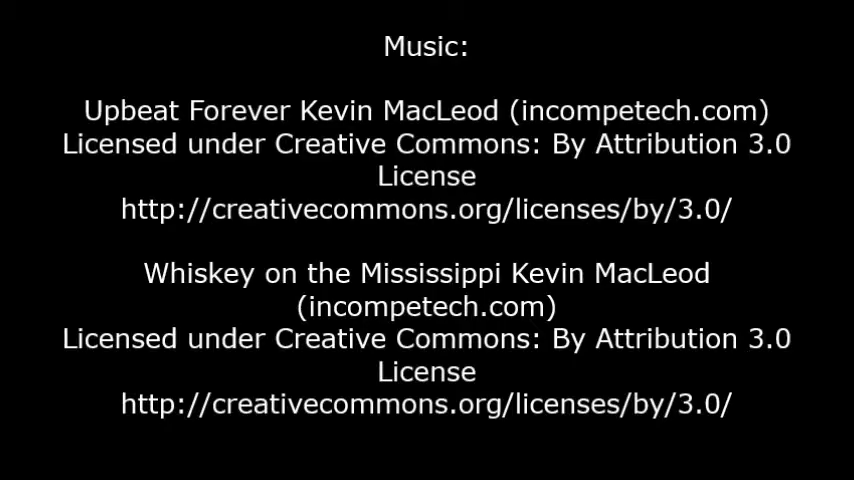 Music:
Upbeat Forever Kevin MacLeod (incompetech.com)
Licensed under Creative Commons: By Attribution 3.0
License
http://creativecommons.org/licenses/by/3.0/
Whiskey on the Mississippi Kevin MacLeod
(incompetech.com)
Licensed under Creative Commons: By Attribution 3.0
License
http://creativecommons.org/licenses/by/3.0/